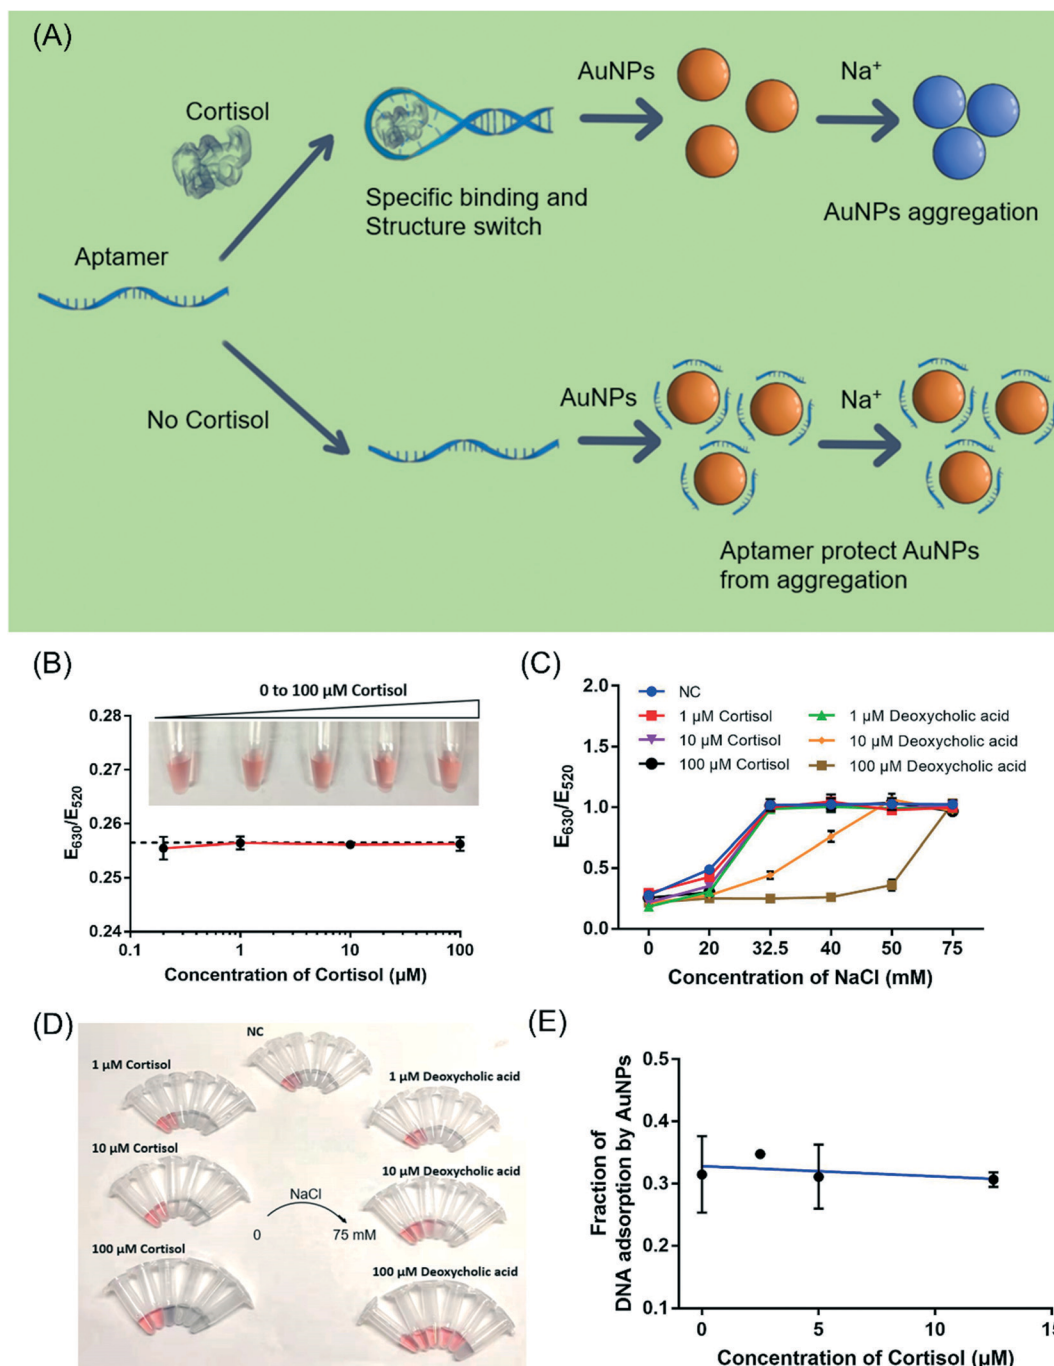 (A)
Cortisol
AuNPs
Na⁺
Specific binding and
Structure switch
AuNPs aggregation
Aptamer
No Cortisol
AuNPs
Na⁺
Aptamer protect AuNPs
from aggregation
(B)
0 to 100 µM Cortisol
0.28
0.27
0.26
0.25
0.24
E₆₃₀/E₅₂₀
0.1
1
10
100
Concentration of Cortisol (µM)
(C)
NC
1 µM Cortisol
1 µM Deoxycholic acid
10 µM Cortisol
10 µM Deoxycholic acid
100 µM Cortisol
100 µM Deoxycholic acid
2.0
1.5
1.0
0.5
0.0
E₆₃₀/E₅₂₀
0
20
32.5
40
50
75
Concentration of NaCl (mM)
(D)
NC
1 µM Cortisol
1 µM Deoxycholic acid
10 µM Cortisol
10 µM Deoxycholic acid
NaCl
0
75 mM
100 µM Cortisol
100 µM Deoxycholic acid
(E)
0.5
0.4
0.3
0.2
0.1
Fraction of
DNA adsorption by AuNPs
0
5
10
15
Concentration of Cortisol (µM)